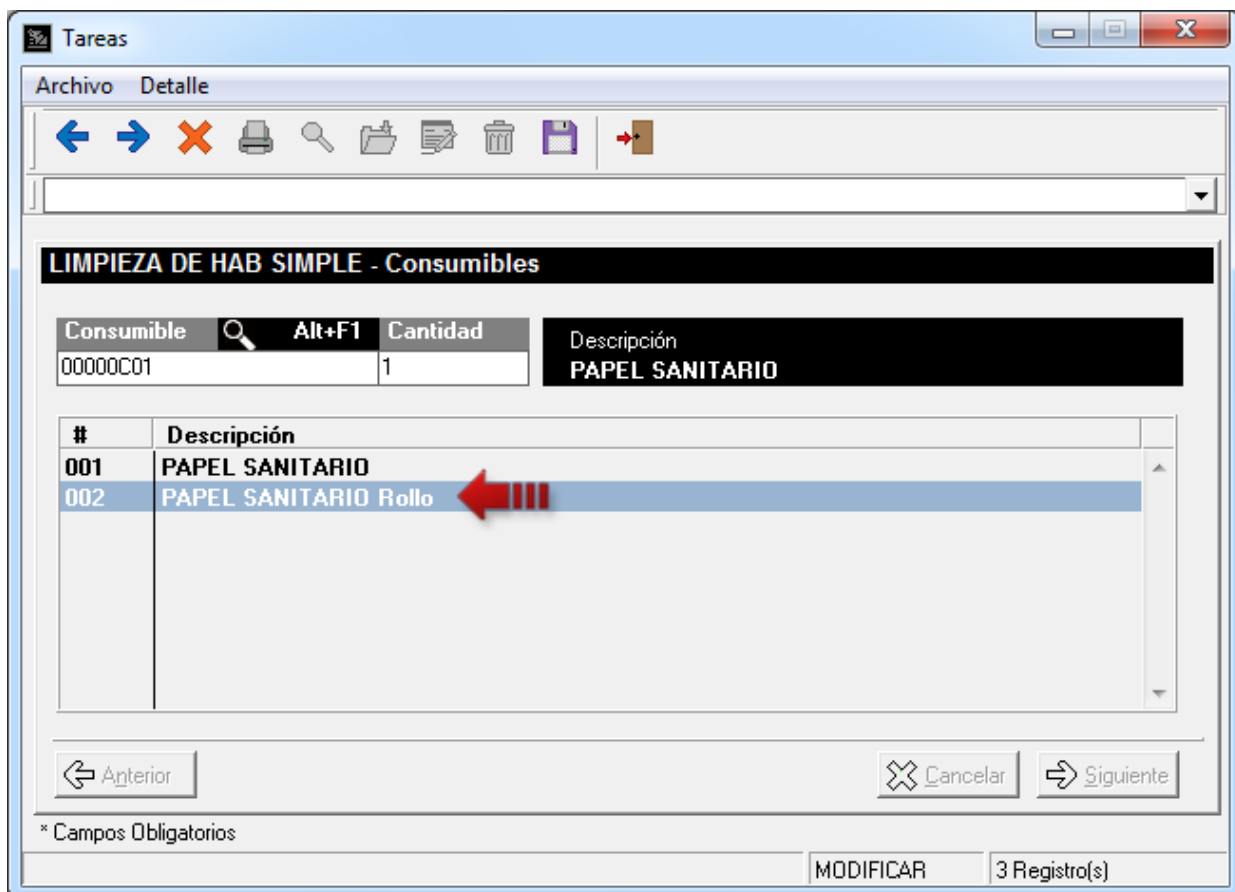 Tareas
Archivo Detalle
LIMPIEZA DE HAB SIMPLE - Consumibles
Consumible Alt+F1 Cantidad
00000C01 1
Descripción
PAPEL SANITARIO
# Descripción
001 PAPEL SANITARIO
002 PAPEL SANITARIO Rollo
Anterior Cancelar Siguiente
* Campos Obligatorios
MODIFICAR 3 Registro(s)